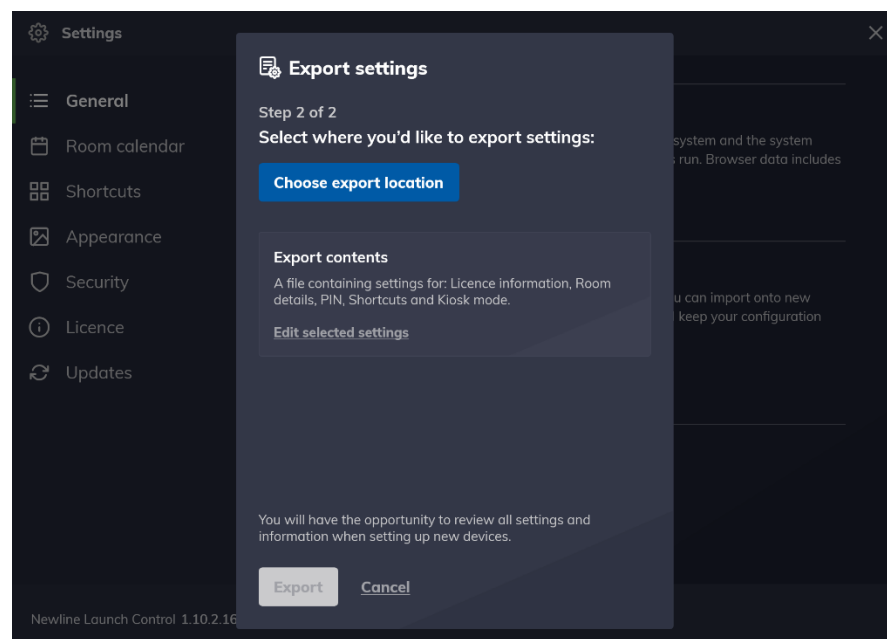 Settings
General
Room calendar
Shortcuts
Appearance
Security
Licence
Updates
Newline Launch Control 1.10.2.16
Export settings
Step 2 of 2
Select where you'd like to export settings:
Choose export location
Export contents
A file containing settings for: Licence information, Room
details, PIN, Shortcuts and Kiosk mode.
Edit selected settings
You will have the opportunity to review all settings and
information when setting up new devices.
Export Cancel
system and the system
run. Browser data includes
can import onto new
keep your configuration